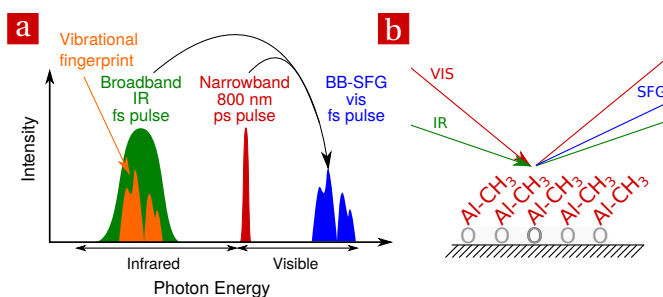 a
Vibrational
fingerprint
Broadband
IR
fs pulse
Narrowband
800 nm
ps pulse
BB-SFG
vis
fs pulse
Intensity
Infrared
Visible
Photon Energy
b
VIS
IR
SFG
Al-CH3
Al-CH3
Al-CH3
Al-CH3
Al-CH3
O O O O O